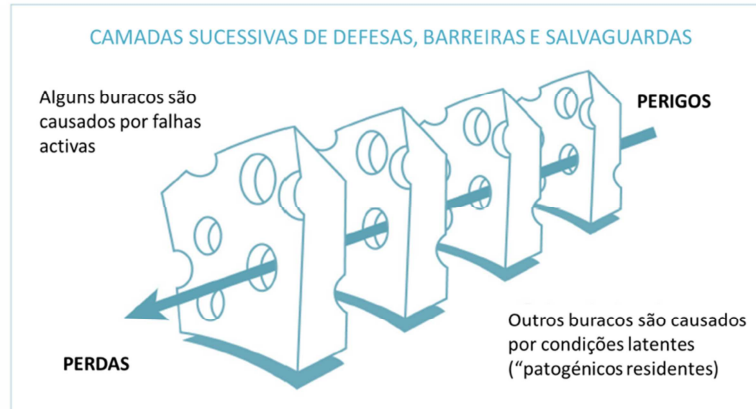 CAMADAS SUCESSIVAS DE DEFESAS, BARREIRAS E SALVAGUARDAS
Alguns buracos são
causados por falhas
activas
PERIGOS
Outros buracos são causados
por condições latentes
(“patogénicos residentes)
PERDAS